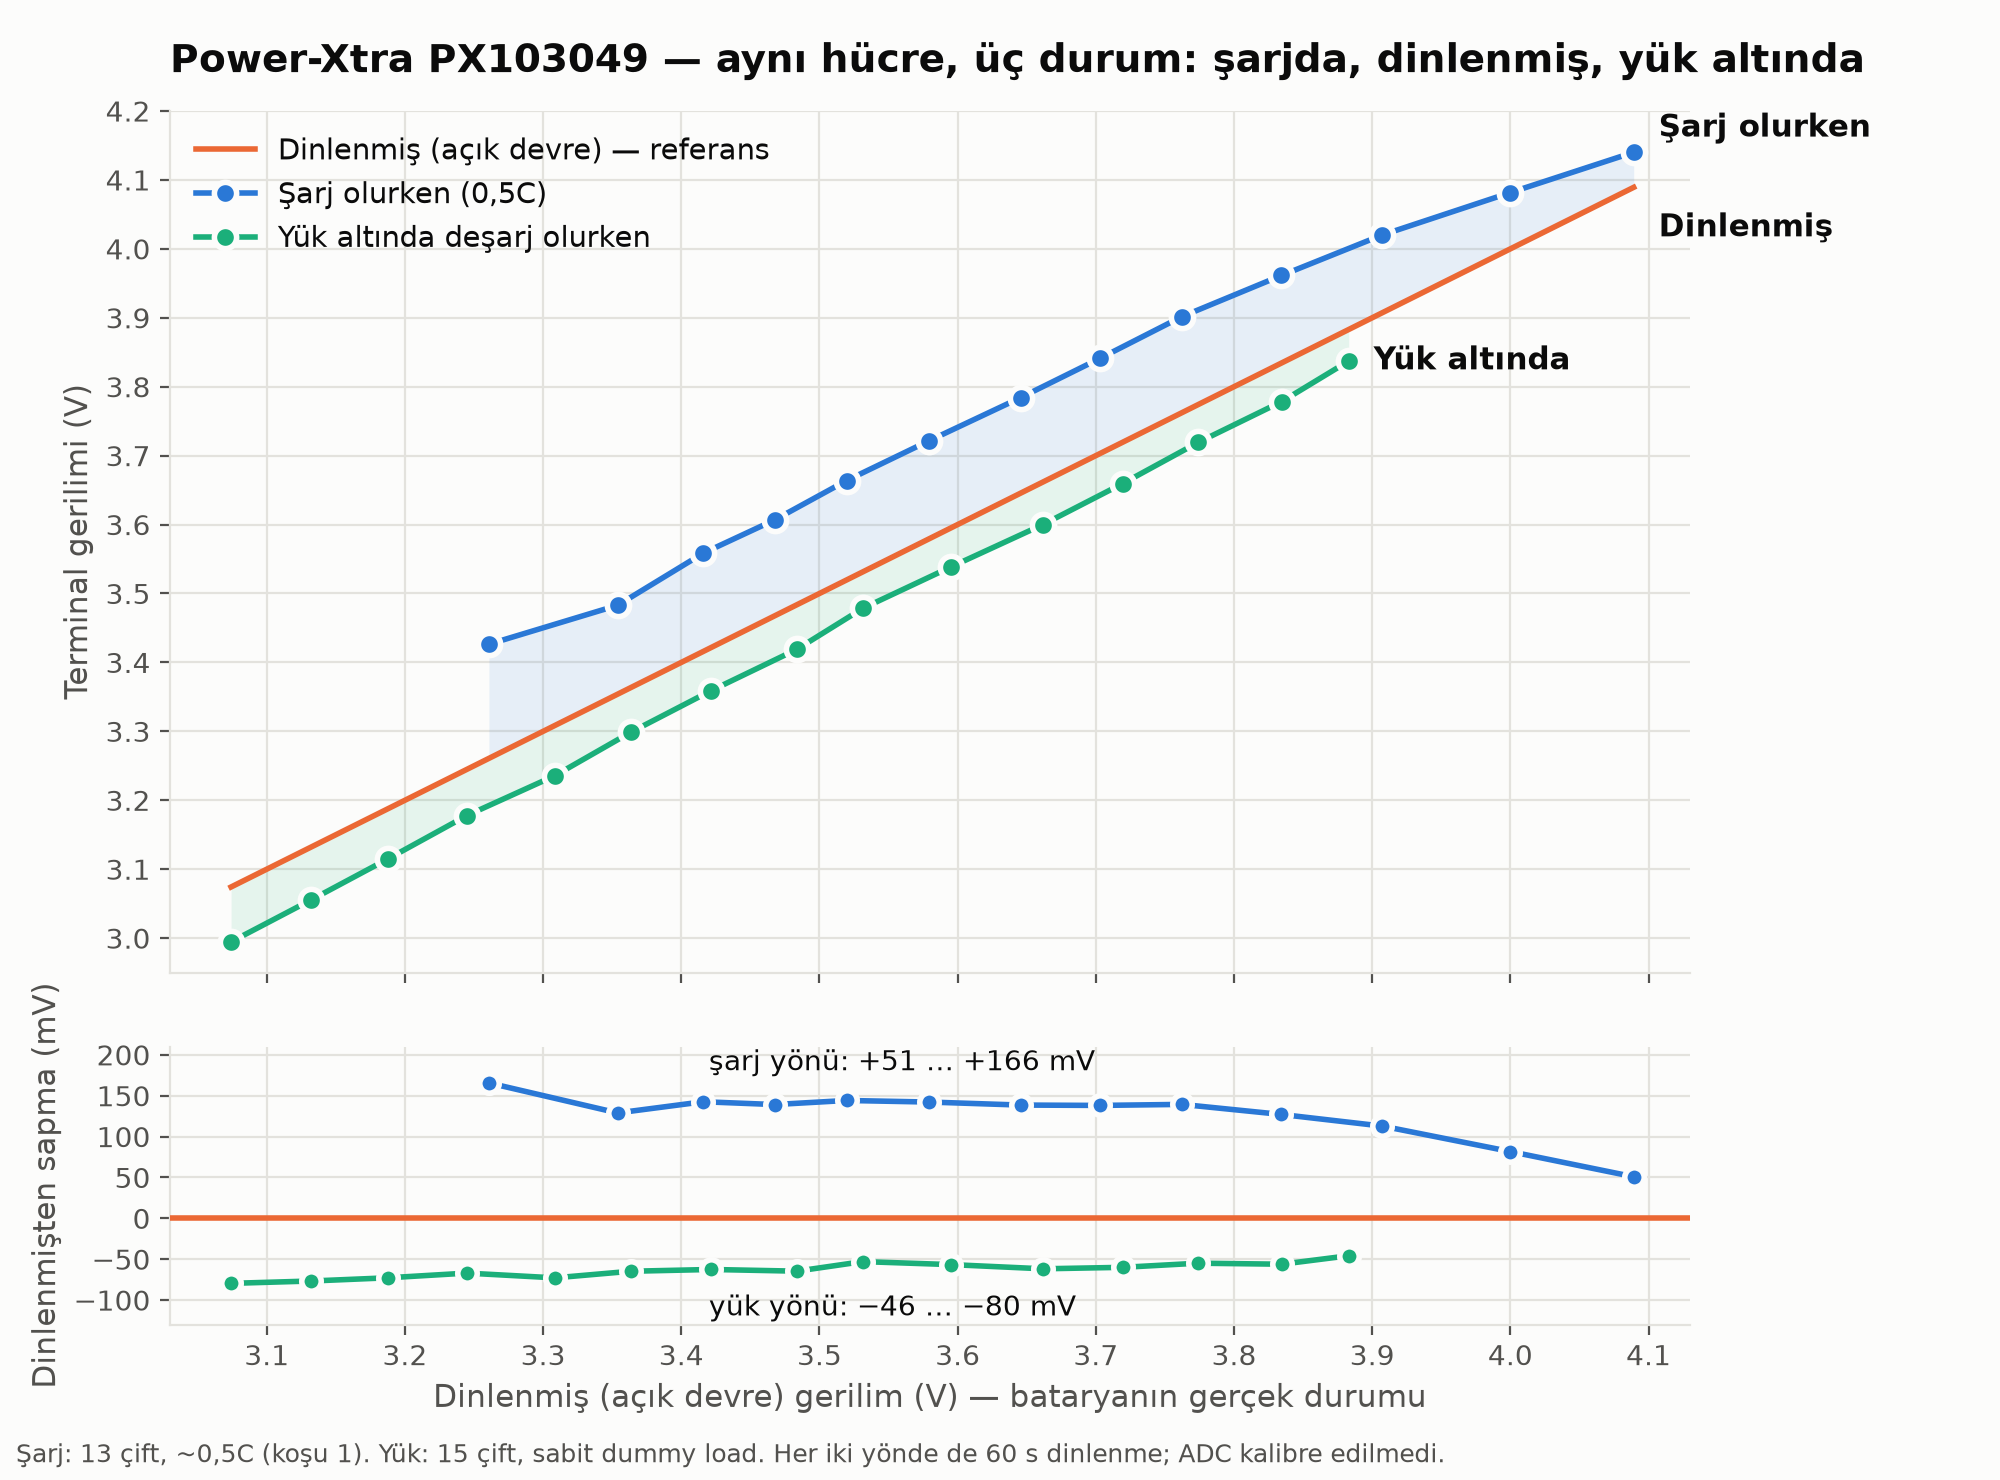 Power-Xtra PX103049 — aynı hücre, üç durum: şarjda, dinlenmiş, yük altında
Terminal gerilimi (V)
4.2
4.1
4.0
3.9
3.8
3.7
3.6
3.5
3.4
3.3
3.2
3.1
3.0
Dinlenmiş (açık devre) — referans
Şarj olurken (0,5C)
Yük altında deşarj olurken
Şarj olurken
Dinlenmiş
Yük altında
Dinlenmişten sapma (mV)
200
150
100
50
0
−50
−100
şarj yönü: +51 … +166 mV
yük yönü: −46 … −80 mV
3.1 3.2 3.3 3.4 3.5 3.6 3.7 3.8 3.9 4.0 4.1
Dinlenmiş (açık devre) gerilim (V) — bataryanın gerçek durumu
Şarj: 13 çift, ~0,5C (koşu 1). Yük: 15 çift, sabit dummy load. Her iki yönde de 60 s dinlenme; ADC kalibre edilmedi.